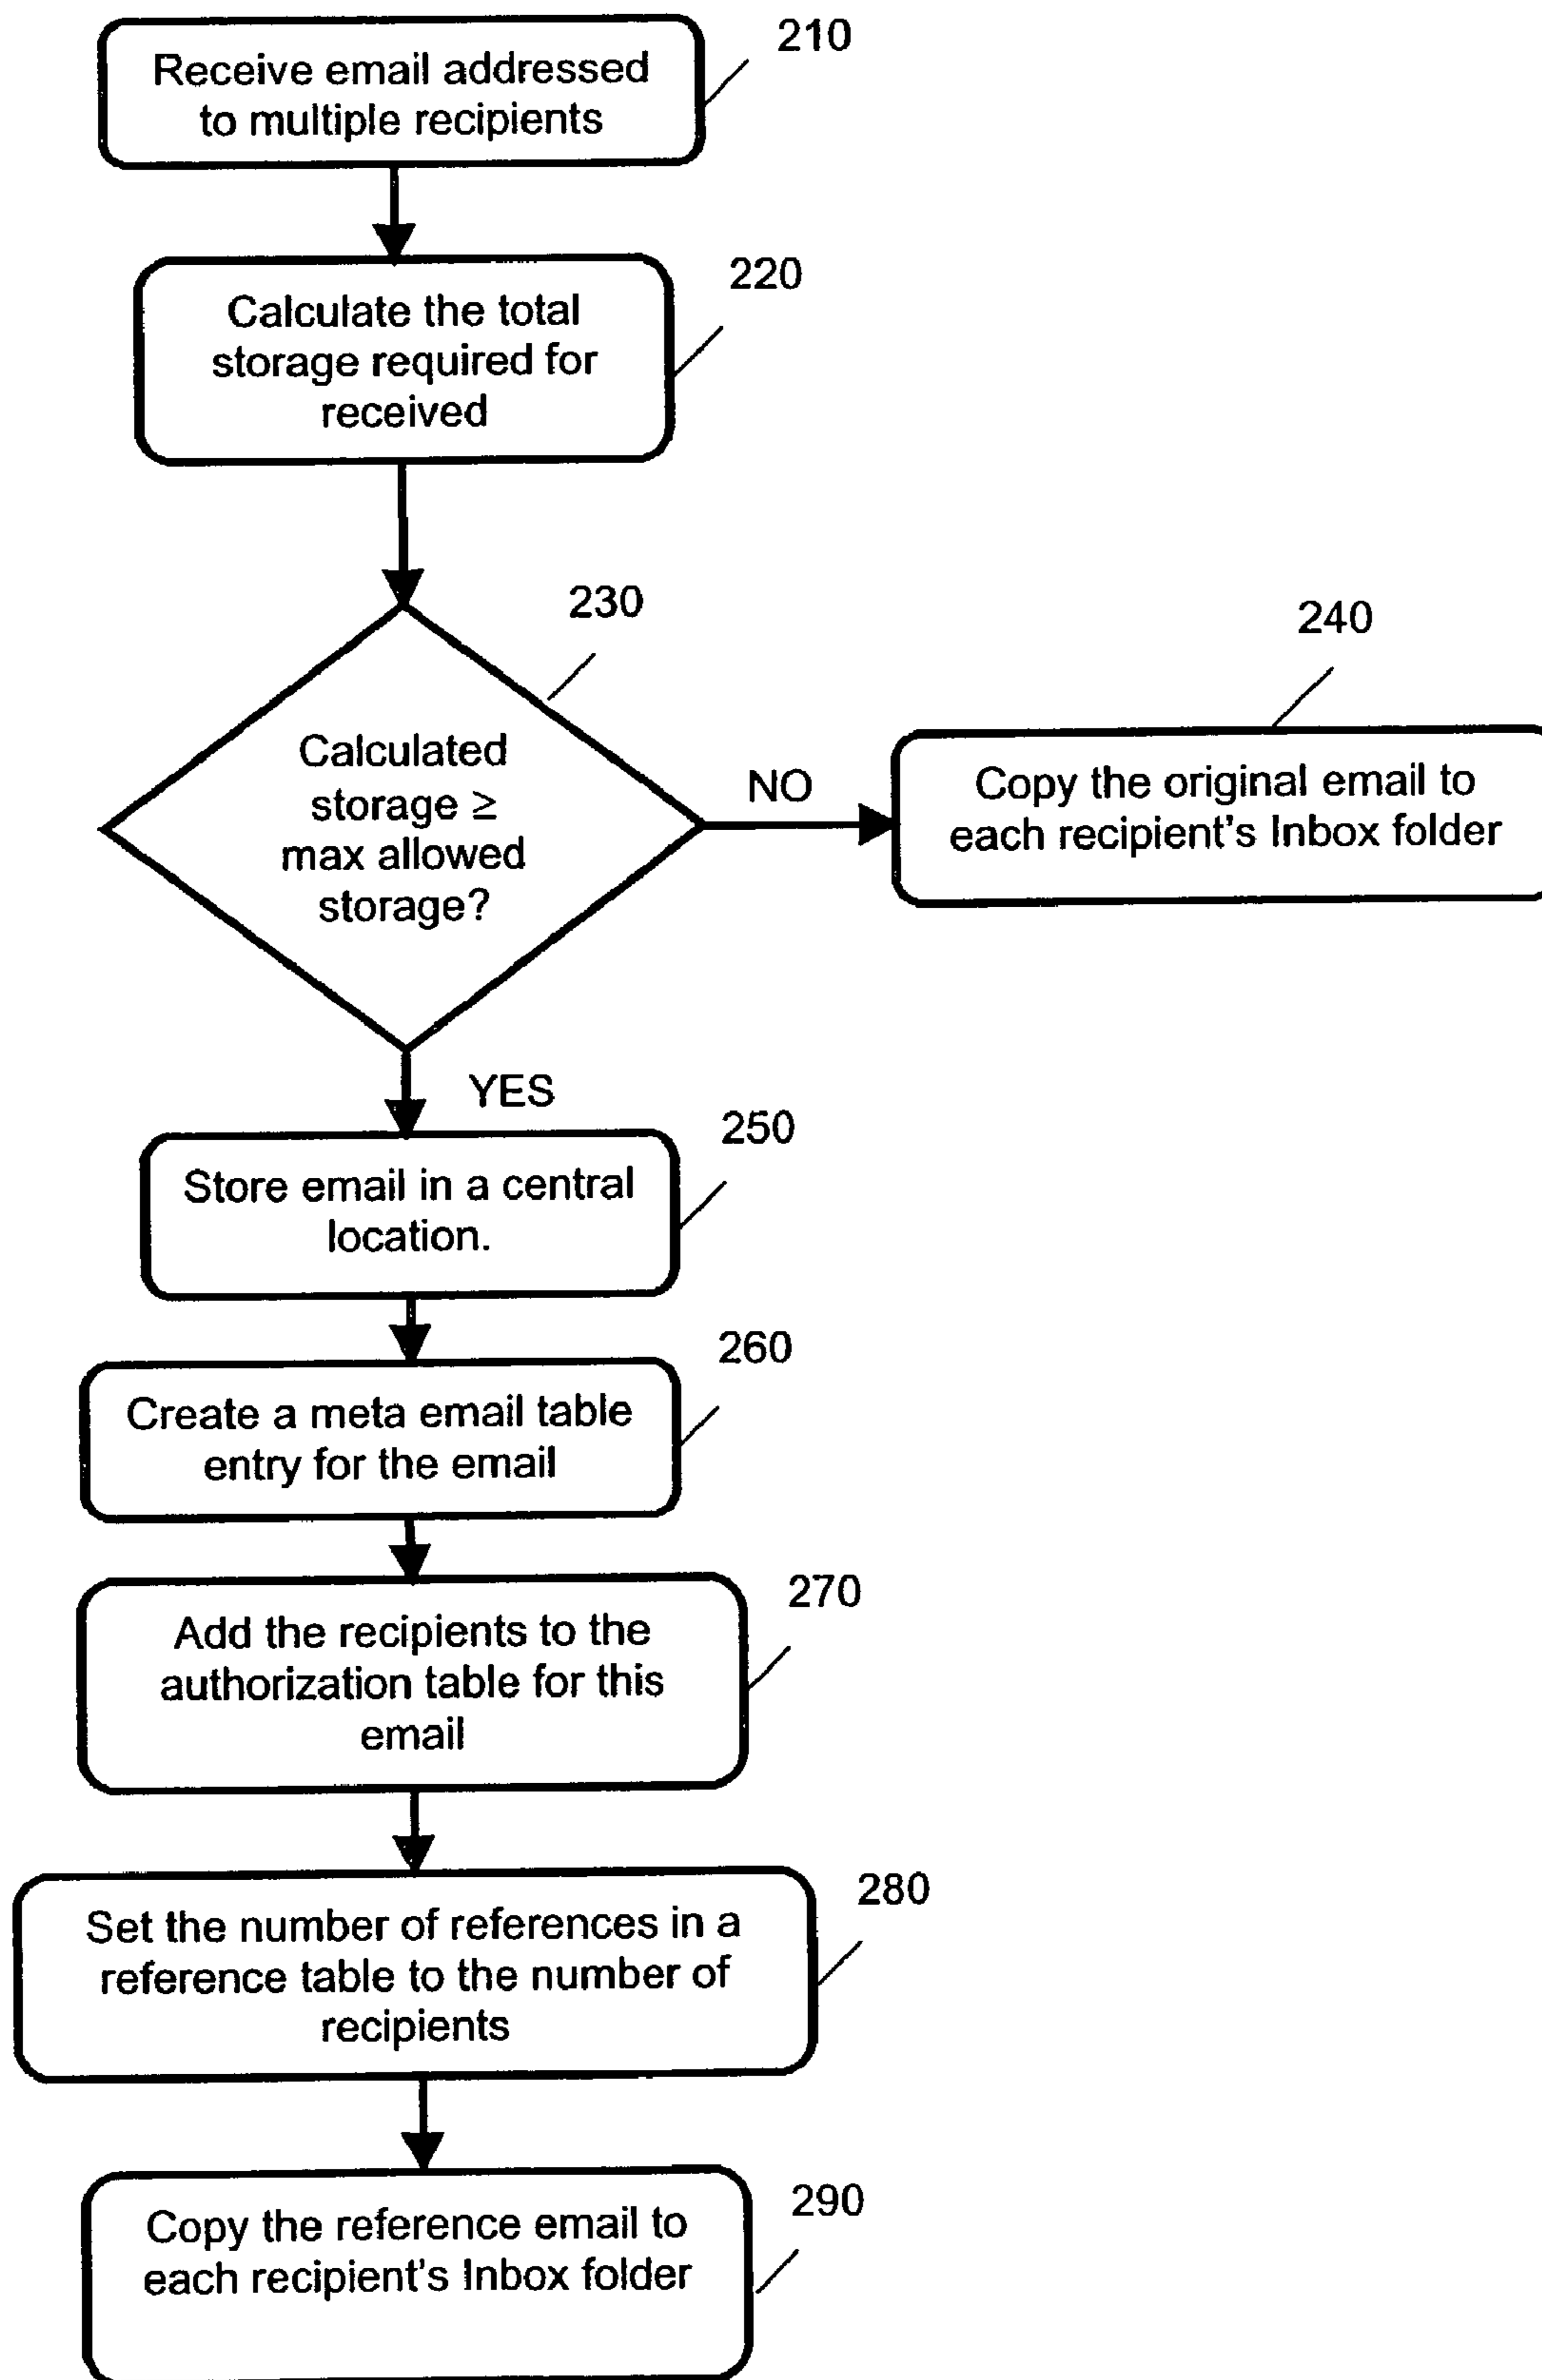 210
Receive email addressed
to multiple recipients
220
Calculate the total
storage required for
received
230
Calculated
storage ≥
max allowed
storage?
NO
240
Copy the original email to
each recipient's Inbox folder
YES
250
Store email in a central
location.
260
Create a meta email table
entry for the email
270
Add the recipients to the
authorization table for this
email
280
Set the number of references in a
reference table to the number of
recipients
290
Copy the reference email to
each recipient's Inbox folder